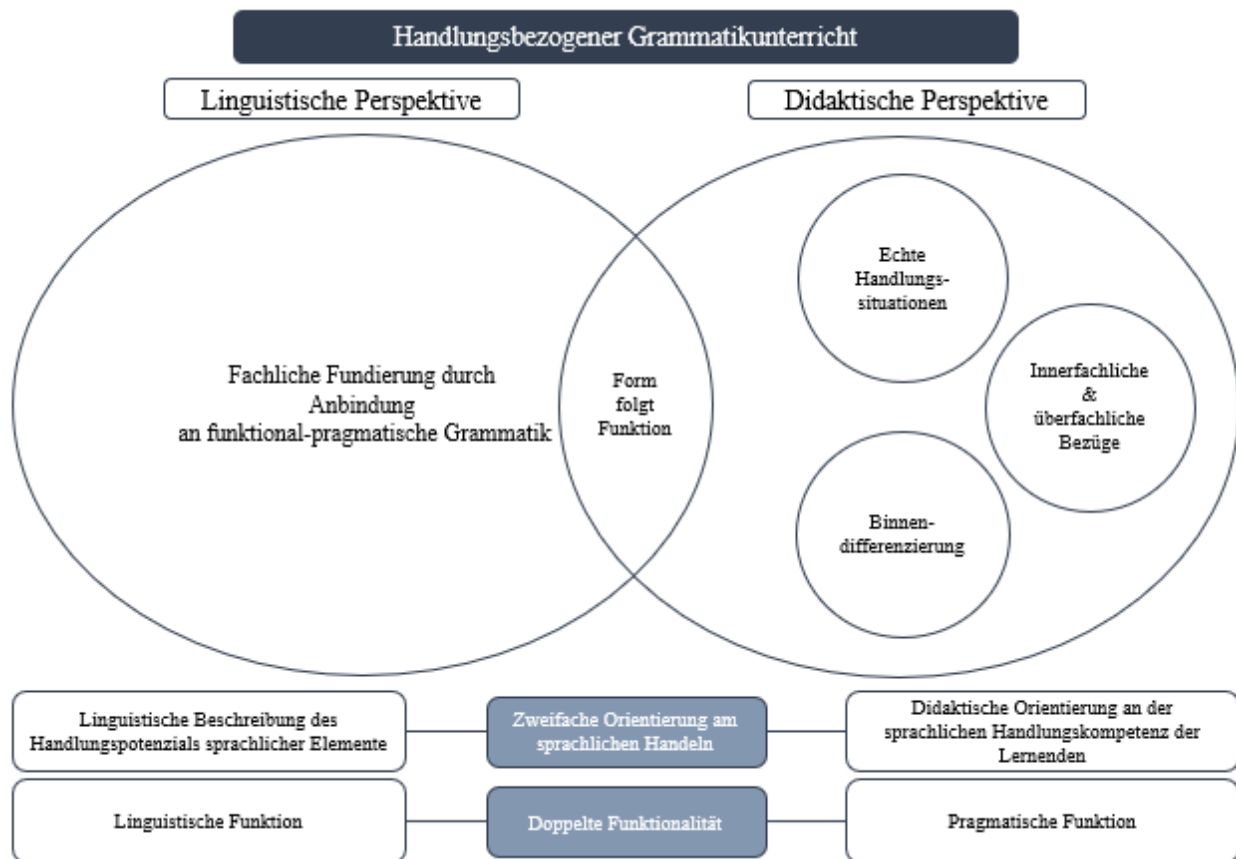 Handlungsbezogener Grammatikunterricht
Linguistische Perspektive
Didaktische Perspektive
Fachliche Fundierung durch
Anbindung
an funktional-pragmatische Grammatik
Form
folgt
Funktion
Echte
Handlungs-
situationen
Innerfachliche
&
überfachliche
Bezüge
Binnen-
differenzierung
Linguistische Beschreibung des
Handlungspotenzials sprachlicher Elemente
Zweifache Orientierung am
sprachlichen Handeln
Didaktische Orientierung an der
sprachlichen Handlungskompetenz der
Lernenden
Linguistische Funktion
Doppelte Funktionalität
Pragmatische Funktion